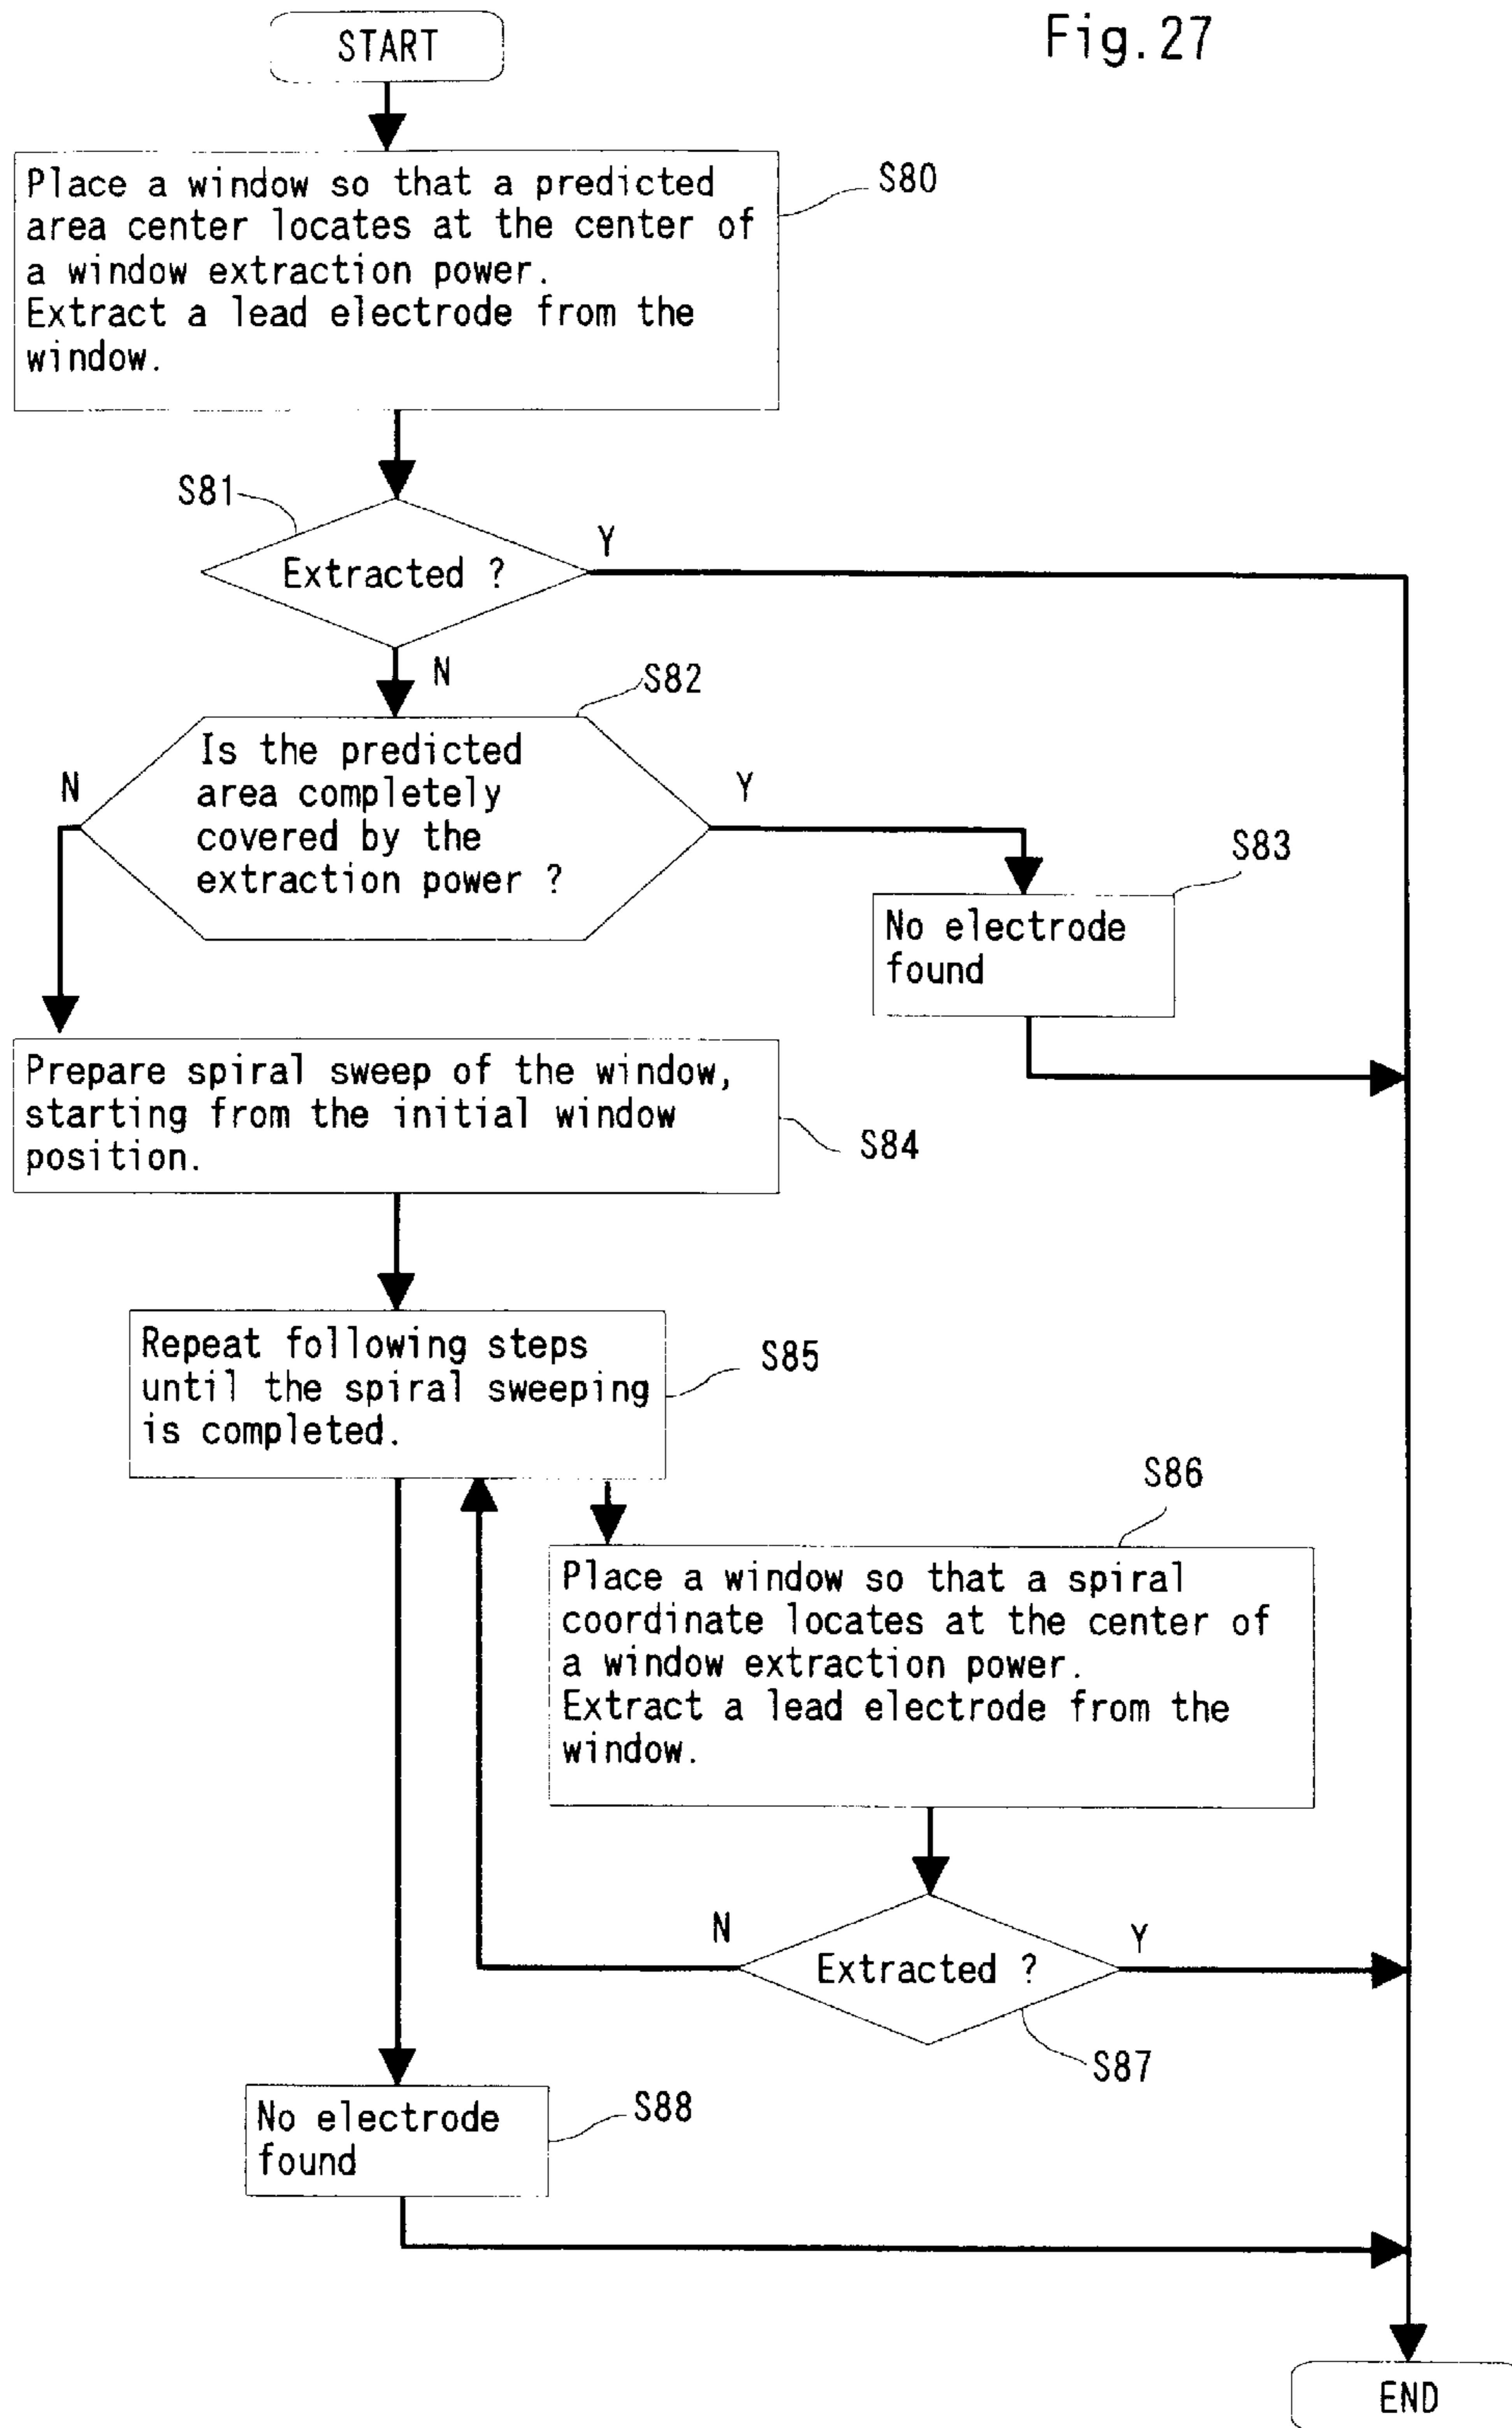 Fig.27
START
Place a window so that a predicted
area center locates at the center of
a window extraction power.
Extract a lead electrode from the
window.
S80
S81
Extracted ?
Y
N
S82
Is the predicted
area completely
covered by the
extraction power ?
N
Y
S83
No electrode
found
Prepare spiral sweep of the window,
starting from the initial window
position.
S84
Repeat following steps
until the spiral sweeping
is completed.
S85
S86
Place a window so that a spiral
coordinate locates at the center of
a window extraction power.
Extract a lead electrode from the
window.
N
Extracted ?
Y
S87
No electrode
found
S88
END